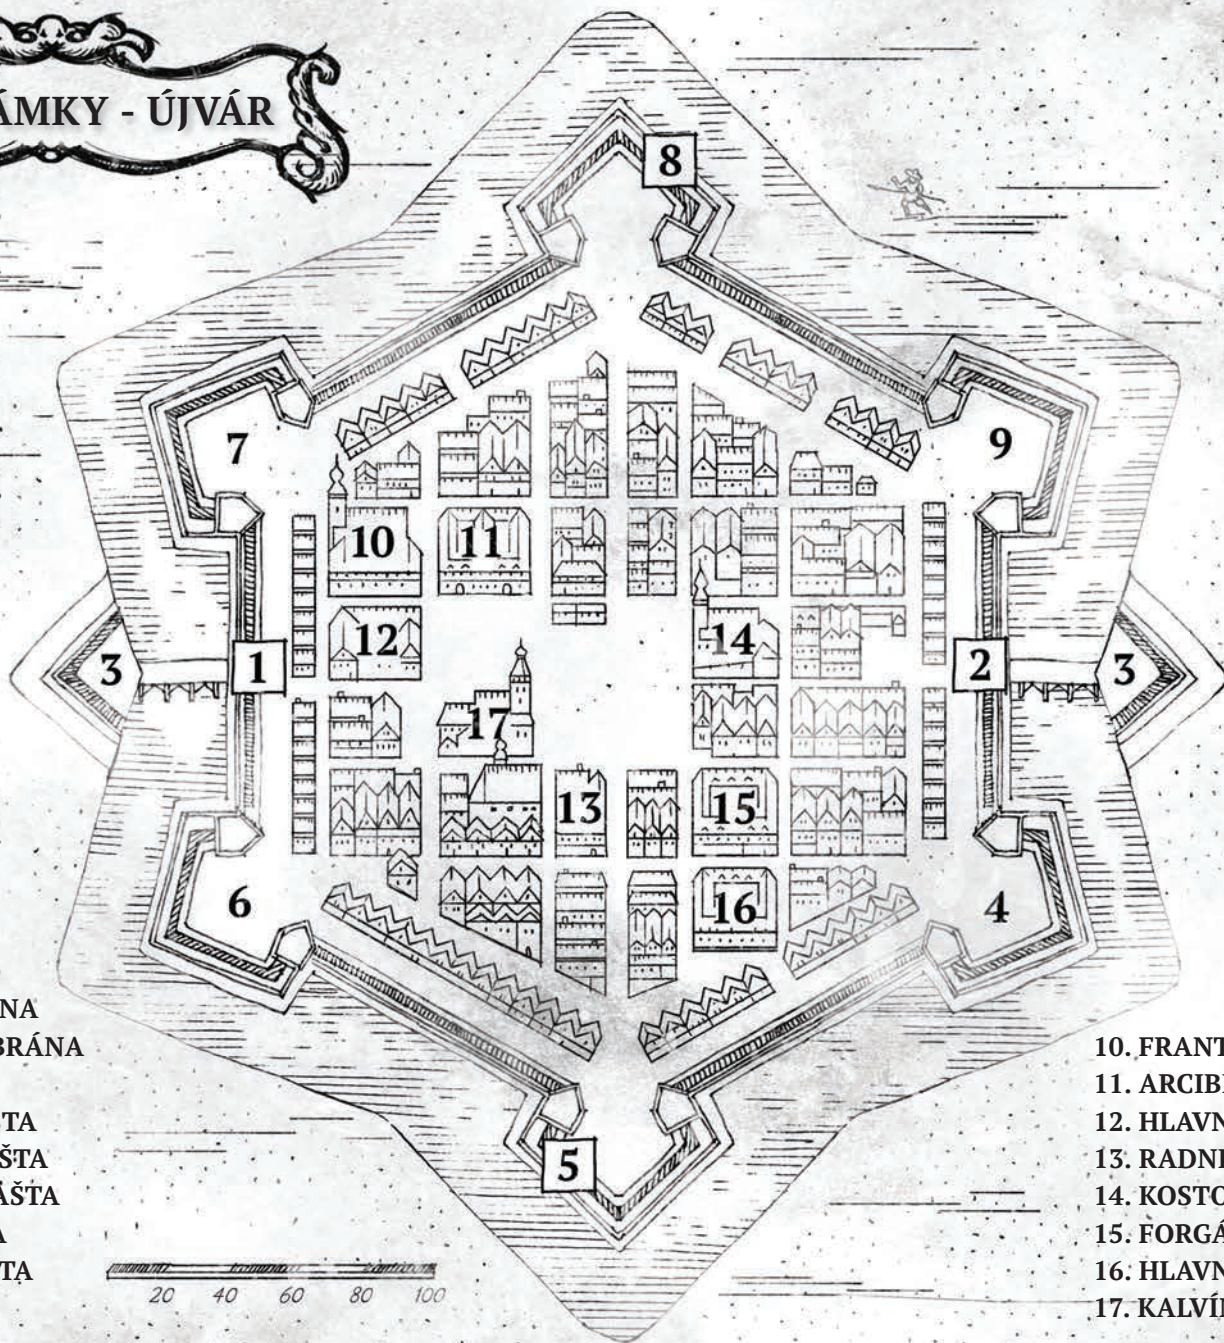 ÁMKY - ÚJVÁR
8
7
9
10
11
12
14
3
1
2
3
17
13
15
6
16
4
5
NA
BRÁNA
TA
ŠTA
ÁŠTA
A
TA
20 40 60 80 100
10. FRANT
11. ARCIB
12. HLAVN
13. RADNI
14. KOSTO
15. FORGÁ
16. HLAVN
17. KALVÍN